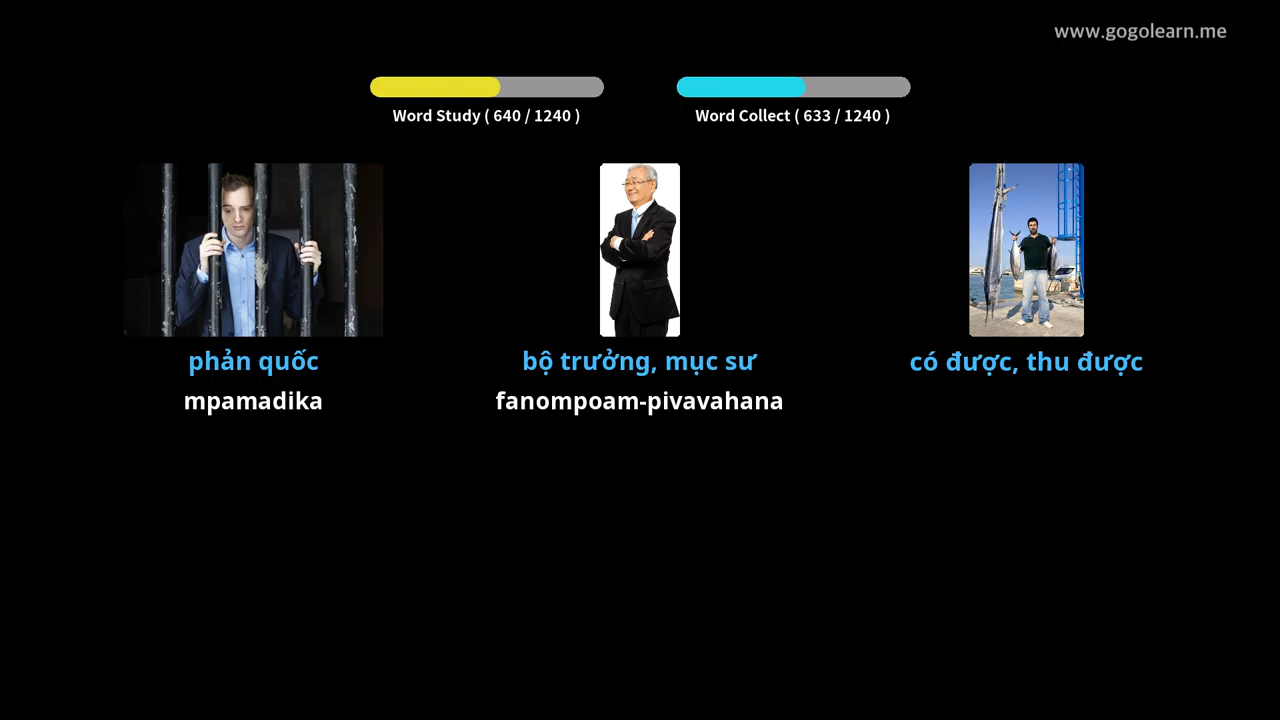 www.gogolearn.me
Word Study ( 640 / 1240 )
Word Collect ( 633 / 1240 )
phản quốc
mpamadika
bộ trưởng, mục sư
fanompoam-pivavahana
có được, thu được